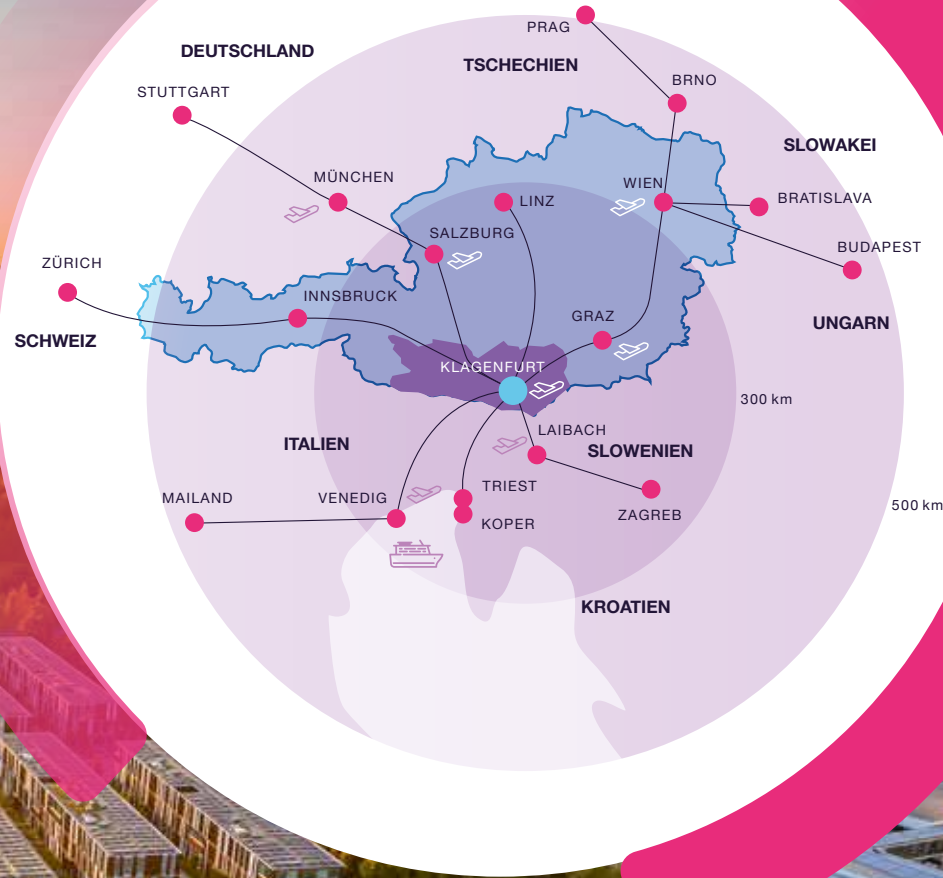 PRAG
DEUTSCHLAND
TSCHECHIEN
BRNO
STUTTGART
SLOWAKEI
MÜNCHEN
WIEN
LINZ
BRATISLAVA
SALZBURG
BUDAPEST
ZÜRICH
INNSBRUCK
GRAZ
UNGARN
SCHWEIZ
KLAGENFURT
300 km
LAIBACH
ITALIEN
SLOWENIEN
TRIEST
MAILAND
VENEDIG
500 km
ZAGREB
KOPER
KROATIEN